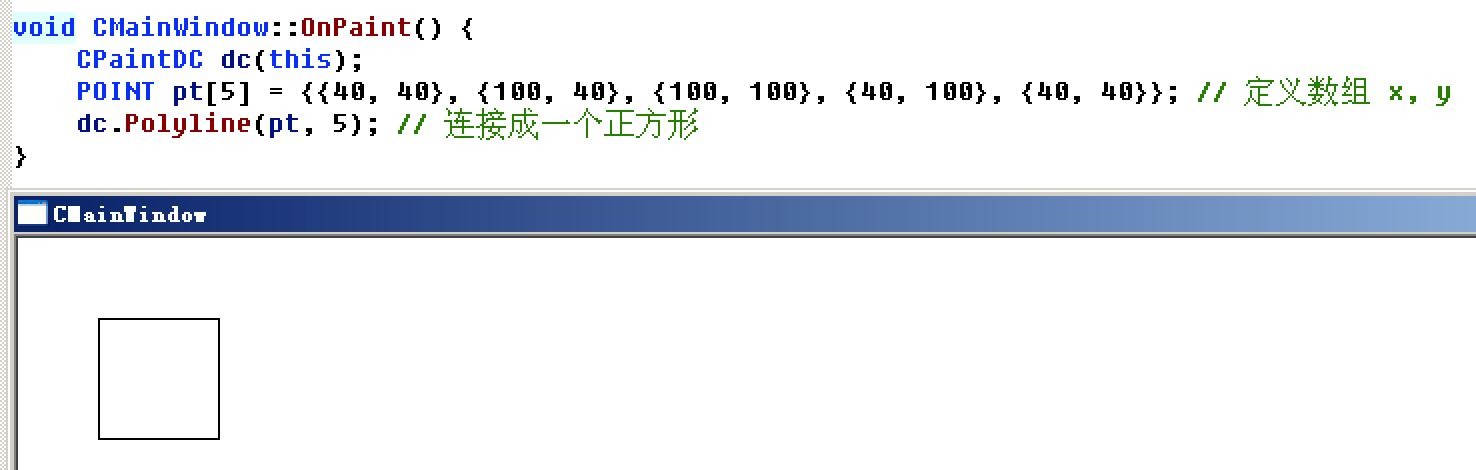 void CMainWindow::OnPaint() {
    CPaintDC dc(this);
    POINT pt[5] = {{40, 40}, {100, 40}, {100, 100}, {40, 100}, {40, 40}}; // 定义数组 x, y
    dc.Polyline(pt, 5); // 连接成一个正方形
}
CMainWindow